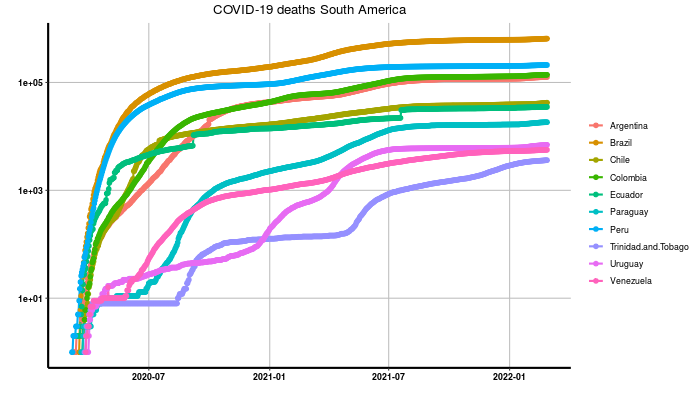 COVID-19 deaths South America
1e+05
1e+03
1e+01
2020-07
2021-01
2021-07
2022-01
Argentina
Brazil
Chile
Colombia
Ecuador
Paraguay
Peru
Trinidad.and.Tobago
Uruguay
Venezuela